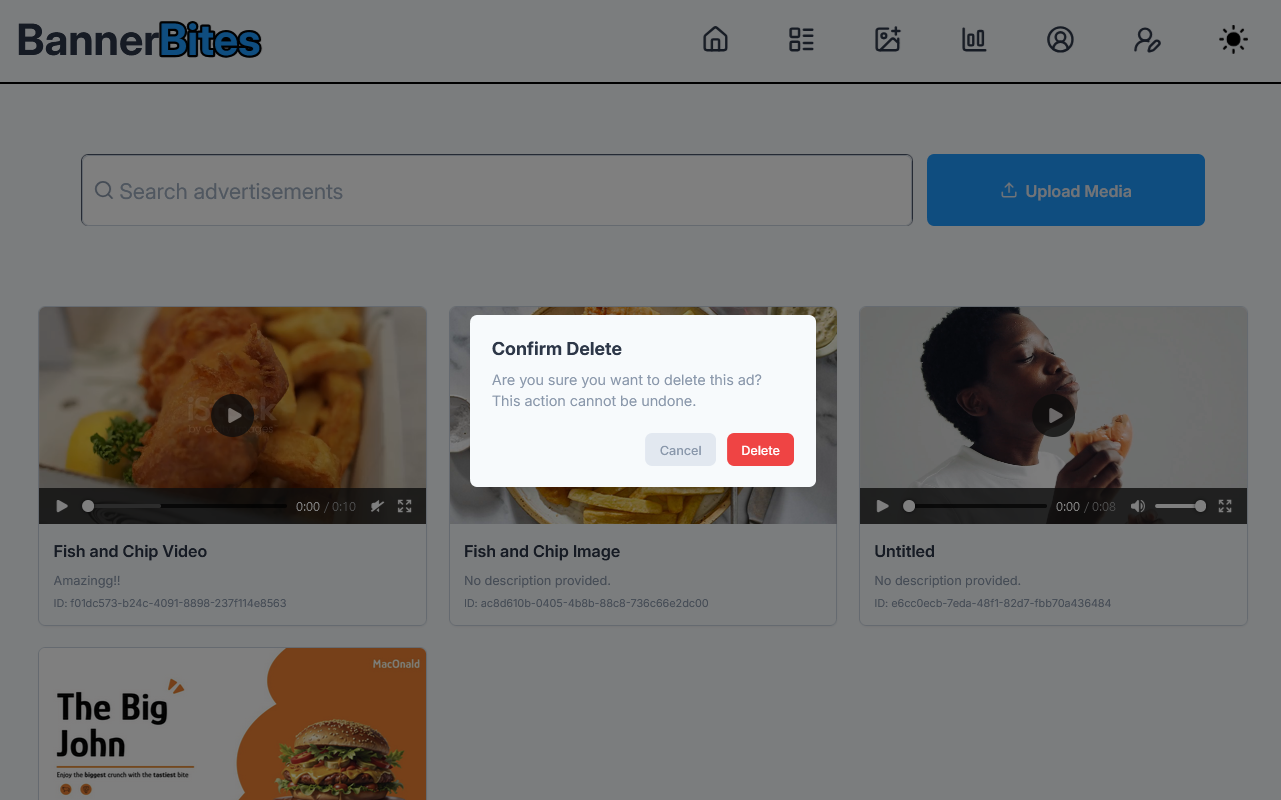 BannerBites
Search advertisements
Upload Media
Confirm Delete
Are you sure you want to delete this ad?
This action cannot be undone.
Cancel
Delete
0:00 / 0:10
0:00 / 0:08
Fish and Chip Video
Amazingg!!
ID: f01dc573-b24c-4091-8898-237f114e8563
Fish and Chip Image
No description provided.
ID: ac8d610b-0405-4b8b-88c8-736c66e2dc00
Untitled
No description provided.
ID: e6cc0ecb-7eda-48f1-82d7-fbb70a436484
MacOnald
The Big
John
Enjoy the biggest crunch with the tastiest bite